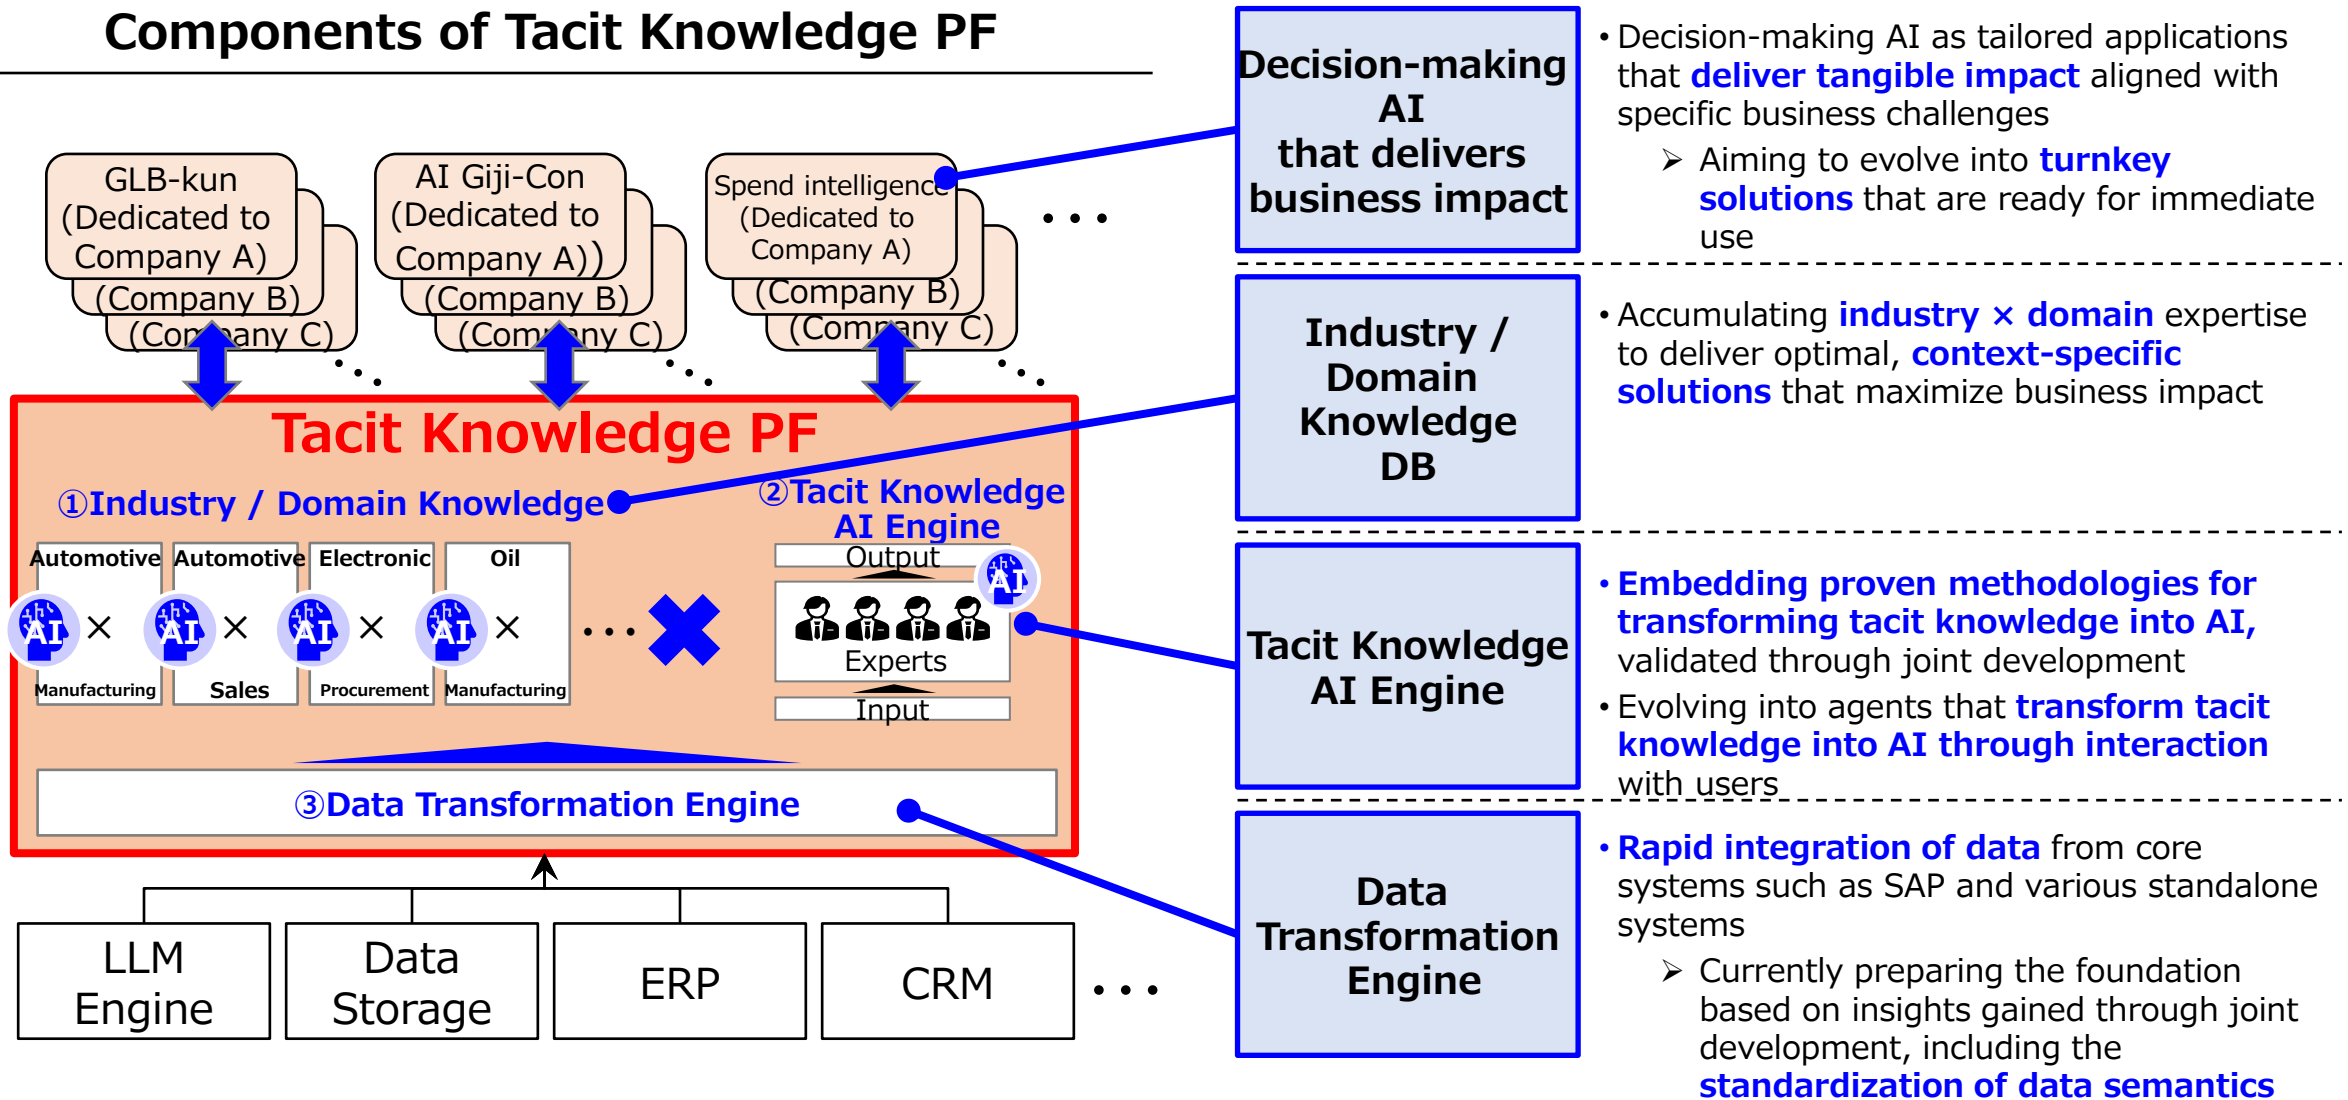 Components of Tacit Knowledge PF
GLB-kun
(Dedicated to
Company A)
(Company B)
(Company C)
AI Giji-Con
(Dedicated to
Company A))
(Company B)
(Company C)
Spend intelligence
(Dedicated to
Company A)
(Company B)
(Company C)
・・・
Tacit Knowledge PF
①Industry / Domain Knowledge
Automotive
AI ×
Manufacturing
Automotive
AI ×
Sales
Electronic
AI ×
Procurement
Oil
AI ×
Manufacturing
・・・
②Tacit Knowledge
AI Engine
Output
AI
Experts
Input
③Data Transformation Engine
LLM
Engine
Data
Storage
ERP
CRM
・・・
Decision-making
AI
that delivers
business impact
• Decision-making AI as tailored applications
that deliver tangible impact aligned with
specific business challenges
➢ Aiming to evolve into turnkey
solutions that are ready for immediate
use
Industry /
Domain
Knowledge
DB
• Accumulating industry × domain expertise
to deliver optimal, context-specific
solutions that maximize business impact
Tacit Knowledge
AI Engine
• Embedding proven methodologies for
transforming tacit knowledge into AI,
validated through joint development
• Evolving into agents that transform tacit
knowledge into AI through interaction
with users
Data
Transformation
Engine
• Rapid integration of data from core
systems such as SAP and various standalone
systems
➢ Currently preparing the foundation
based on insights gained through joint
development, including the
standardization of data semantics